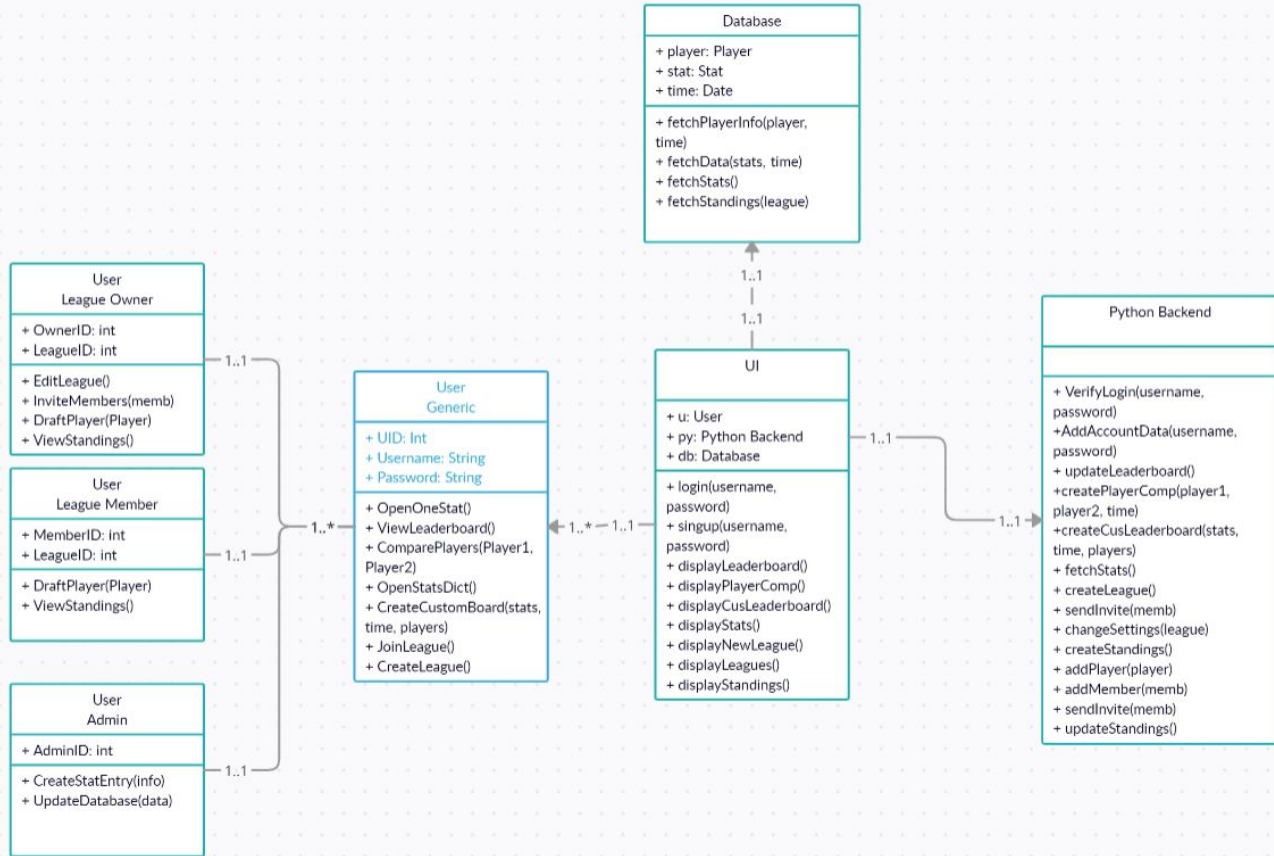 Database
+ player: Player
+ stat: Stat
+ time: Date
+ fetchPlayerInfo(player,
time)
+ fetchData(stats, time)
+ fetchStats()
+ fetchStandings(league)
1..1
1..1
User
League Owner
+ OwnerID: int
+ LeagueID: int
+ EditLeague()
+ InviteMembers(memb)
+ DraftPlayer(Player)
+ ViewStandings()
1..1
User
League Member
+ MemberID: int
+ LeagueID: int
+ DraftPlayer(Player)
+ ViewStandings()
1..1
User
Admin
+ AdminID: int
+ CreateStatEntry(info)
+ UpdateDatabase(data)
1..1
1..*
User
Generic
+ UID: Int
+ Username: String
+ Password: String
+ OpenOneStat()
+ ViewLeaderboard()
+ ComparePlayers(Player1,
Player2)
+ OpenStatsDict()
+ CreateCustomBoard(stats,
time, players)
+ JoinLeague()
+ CreateLeague()
1..*
1..1
UI
+ u: User
+ py: Python Backend
+ db: Database
+ login(username,
password)
+ singup(username,
password)
+ displayLeaderboard()
+ displayPlayerComp()
+ displayCusLeaderboard()
+ displayStats()
+ displayNewLeague()
+ displayLeagues()
+ displayStandings()
1..1
1..1
Python Backend
+ VerifyLogin(username,
password)
+AddAccountData(username,
password)
+ updateLeaderboard()
+createPlayerComp(player1,
player2, time)
+createCusLeaderboard(stats,
time, players)
+ fetchStats()
+ createLeague()
+ sendInvite(memb)
+ changeSettings(league)
+ createStandings()
+ addPlayer(player)
+ addMember(memb)
+ sendInvite(memb)
+ updateStandings()